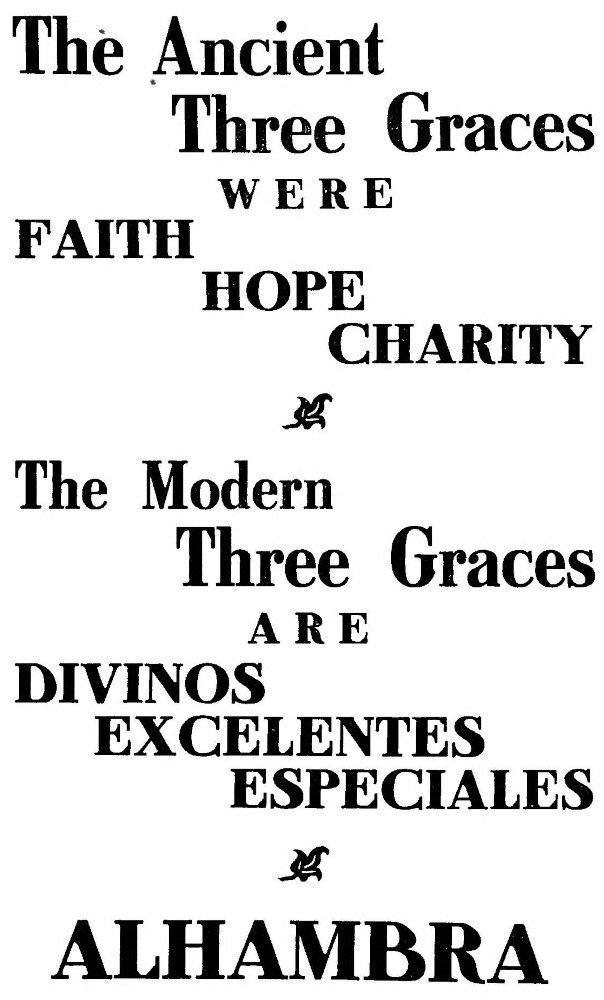 The Ancient
Three Graces
WERE
FAITH
HOPE
CHARITY
The Modern
Three Graces
ARE
DIVINOS
EXCELENTES
ESPECIALES
ALHAMBRA